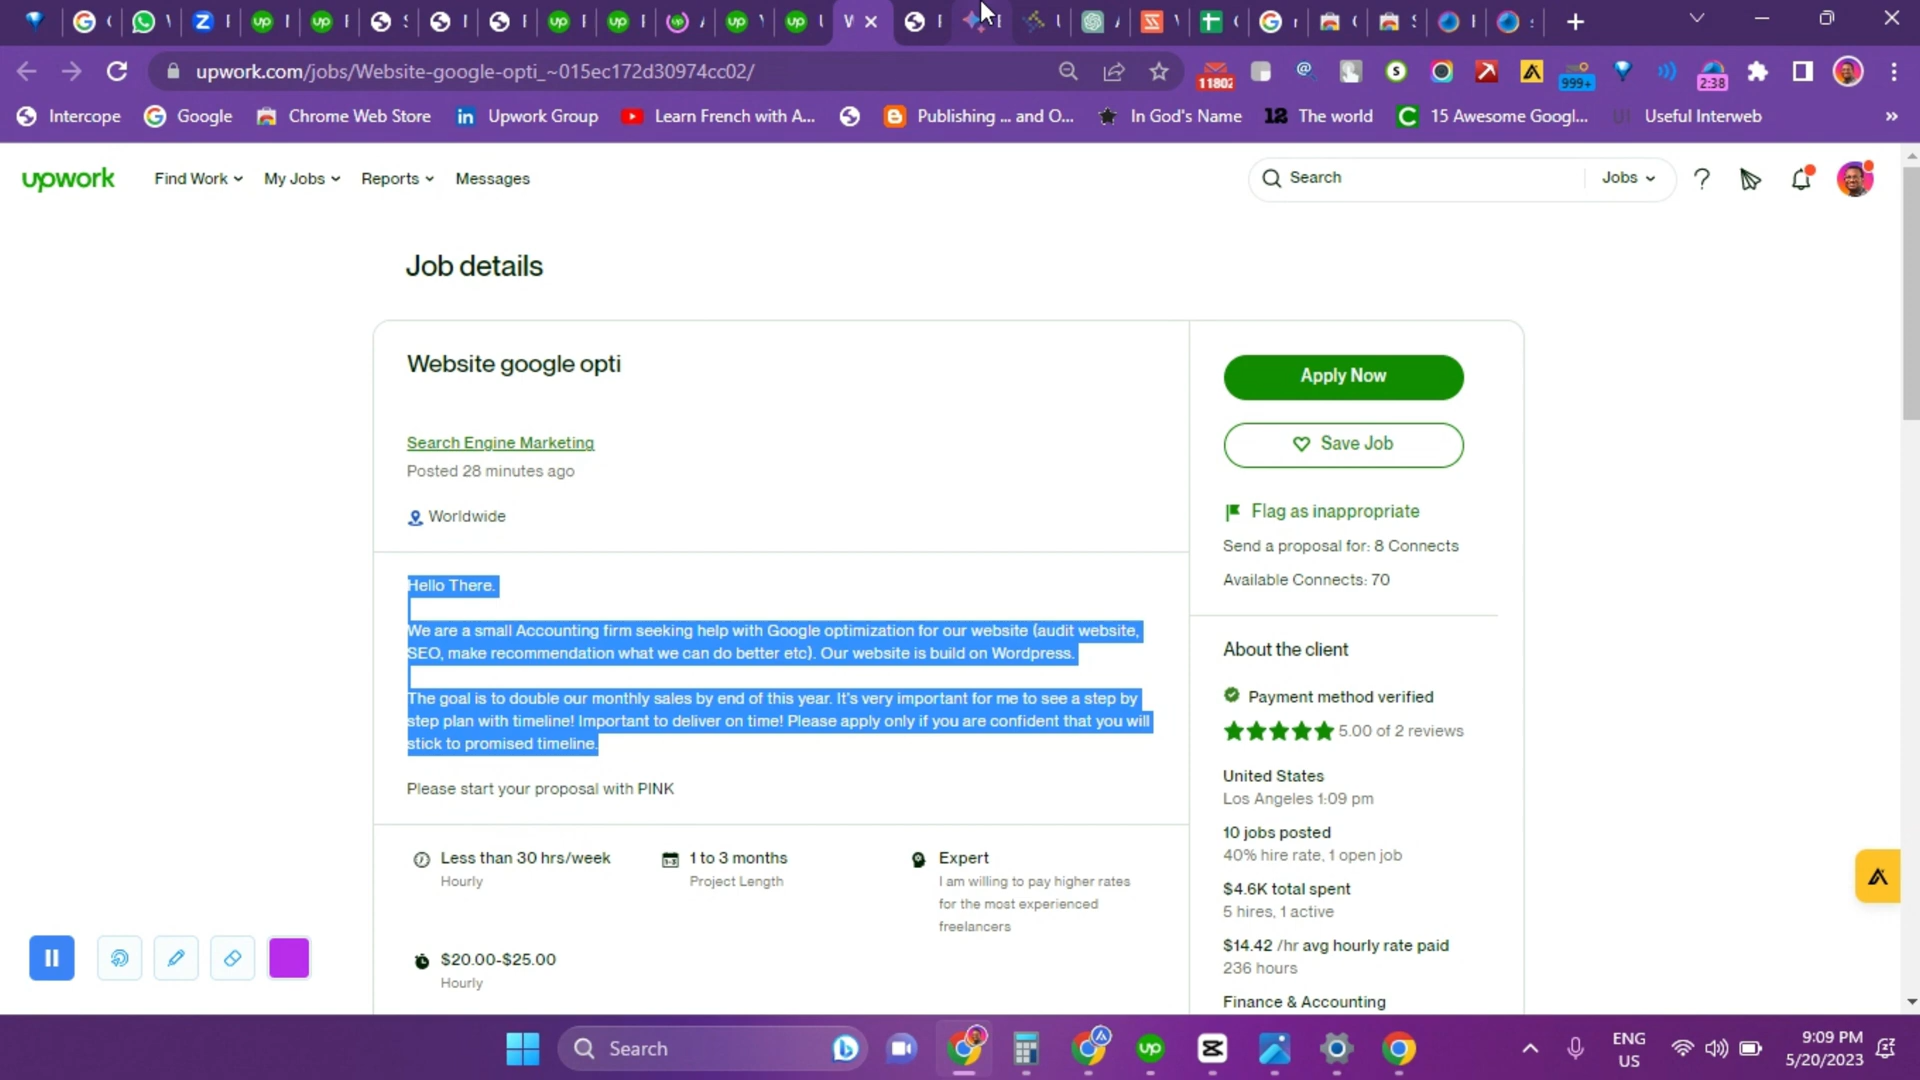 upwork.com/jobs/Website-google-opti_~015ec172d30974cc02/
11802
999+
2:38
Intercope
Google
Chrome Web Store
Upwork Group
Learn French with A...
Publishing ... and O...
In God's Name
12 The world
15 Awesome Googl...
Useful Interweb
upwork
Find Work
My Jobs
Reports
Messages
Search
Jobs
Job details
Website google opti
Search Engine Marketing
Posted 28 minutes ago
Worldwide
Hello There.
We are a small Accounting firm seeking help with Google optimization for our website (audit website,
SEO, make recommendation what we can do better etc). Our website is build on Wordpress.
The goal is to double our monthly sales by end of this year. It's very important for me to see a step by
step plan with timeline! Important to deliver on time! Please apply only if you are confident that you will
stick to promised timeline.
Please start your proposal with PINK
Less than 30 hrs/week
Hourly
1 to 3 months
Project Length
Expert
I am willing to pay higher rates
for the most experienced
freelancers
$20.00-$25.00
Hourly
Apply Now
Save Job
Flag as inappropriate
Send a proposal for: 8 Connects
Available Connects: 70
About the client
Payment method verified
5.00 of 2 reviews
United States
Los Angeles 1:09 pm
10 jobs posted
40% hire rate, 1 open job
$4.6K total spent
5 hires, 1 active
$14.42 /hr avg hourly rate paid
236 hours
Finance & Accounting
Search
ENG
US
9:09 PM
5/20/2023